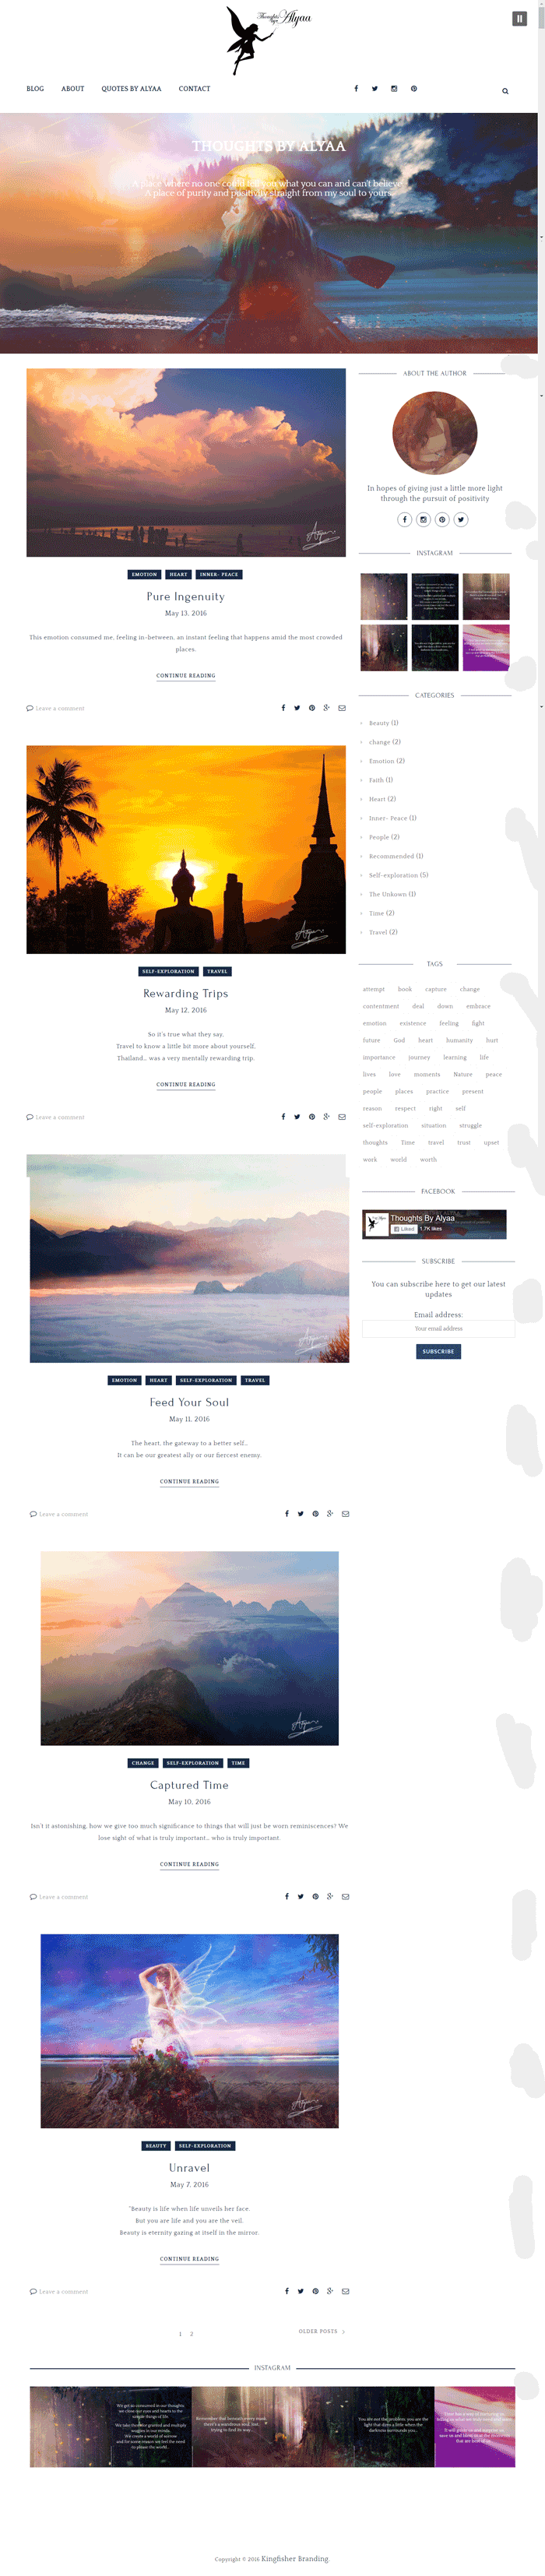 Thoughts
by Alyaa
BLOG ABOUT QUOTES BY ALYAA CONTACT
THOUGHTS BY ALYAA
A place where no one could tell you what you can and can't believe.
A place of purity and positivity straight from my soul to yours.
EMOTION HEART INNER- PEACE
Pure Ingenuity
May 13, 2016
This emotion consumed me, feeling in-between, an instant feeling that happens amid the most crowded
places.
CONTINUE READING
Leave a comment
SELF-EXPLORATION TRAVEL
Rewarding Trips
May 12, 2016
So it's true what they say,
Travel to know a little bit more about yourself,
Thailand… was a very mentally rewarding trip.
CONTINUE READING
Leave a comment
EMOTION HEART SELF-EXPLORATION TRAVEL
Feed Your Soul
May 11, 2016
The heart, the gateway to a better self…
It can be our greatest ally or our fiercest enemy.
CONTINUE READING
Leave a comment
CHANGE SELF-EXPLORATION TIME
Captured Time
May 10, 2016
Isn't it astonishing, how we give too much significance to things that will just be worn reminiscences? We
lose sight of what is truly important… who is truly important.
CONTINUE READING
Leave a comment
BEAUTY SELF-EXPLORATION
Unravel
May 7, 2016
"Beauty is life when life unveils her face.
But you are life and you are the veil.
Beauty is eternity gazing at itself in the mirror.
CONTINUE READING
Leave a comment
1 2
OLDER POSTS
ABOUT THE AUTHOR
In hopes of giving just a little more light
through the pursuit of positivity
INSTAGRAM
CATEGORIES
Beauty (1)
change (2)
Emotion (2)
Faith (1)
Heart (2)
Inner- Peace (1)
People (2)
Recommended (1)
Self-exploration (5)
The Unkown (1)
Time (2)
Travel (2)
TAGS
attempt book capture change
contentment deal down embrace
emotion existence feeling fight
future God heart humanity hurt
importance journey learning life
lives love moments Nature peace
people places practice present
reason respect right self
self-exploration situation struggle
thoughts Time travel trust upset
work world worth
FACEBOOK
Thoughts By Alyaa
Liked 1.7K likes
SUBSCRIBE
You can subscribe here to get our latest
updates
Email address:
Your email address
SUBSCRIBE
INSTAGRAM
Copyright © 2016 Kingfisher Branding.